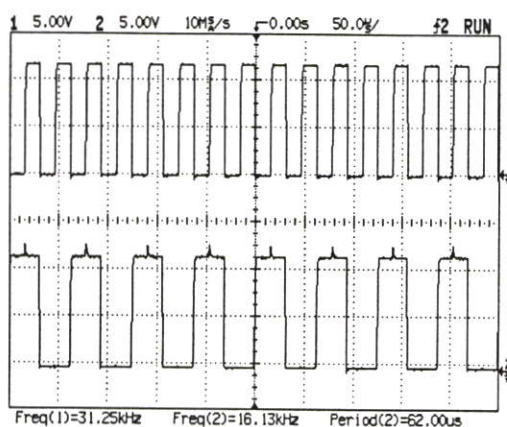 1 5.00V 2 5.00V 10MS/s -0.00s 50.0µs/ f2 RUN
Freq(1)=31.25kHz Freq(2)=16.13kHz Period(2)=62.00us